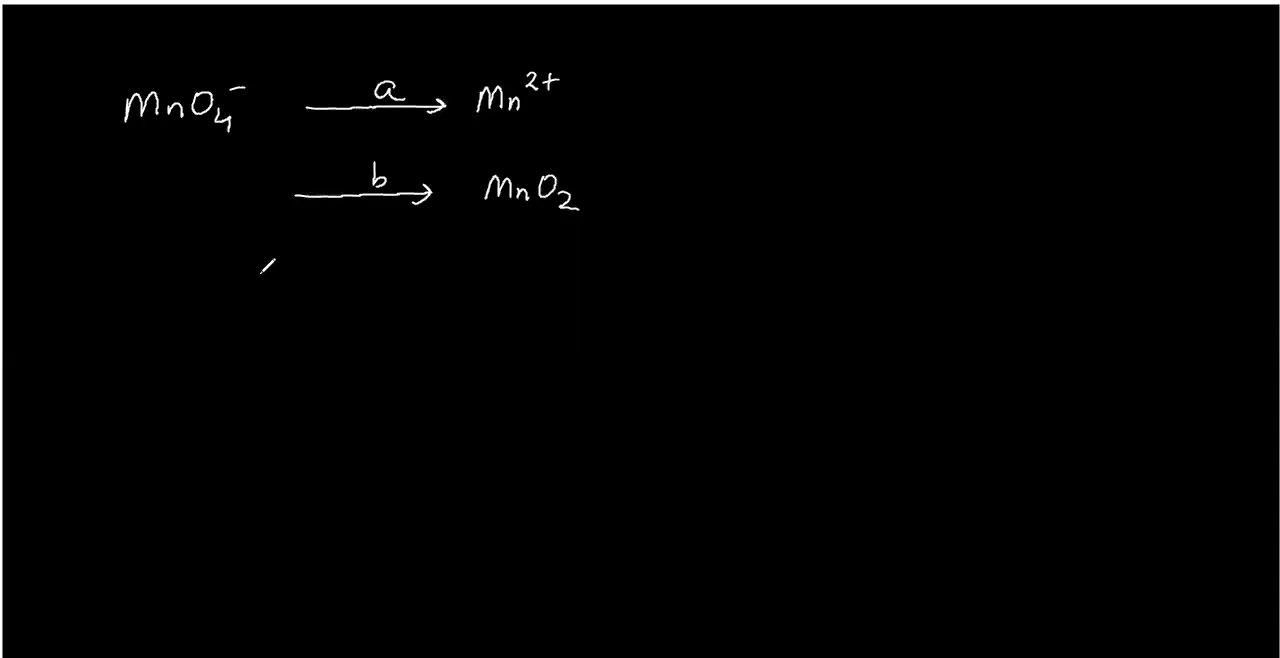 MnO₄⁻ a → Mn²⁺
b → MnO₂